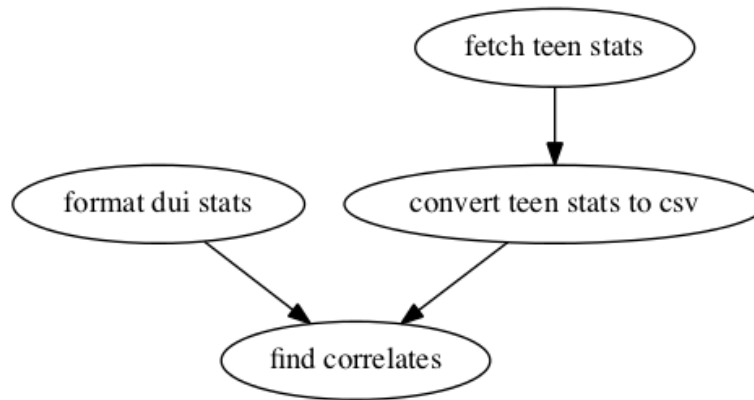 fetch teen stats
format dui stats
convert teen stats to csv
find correlates